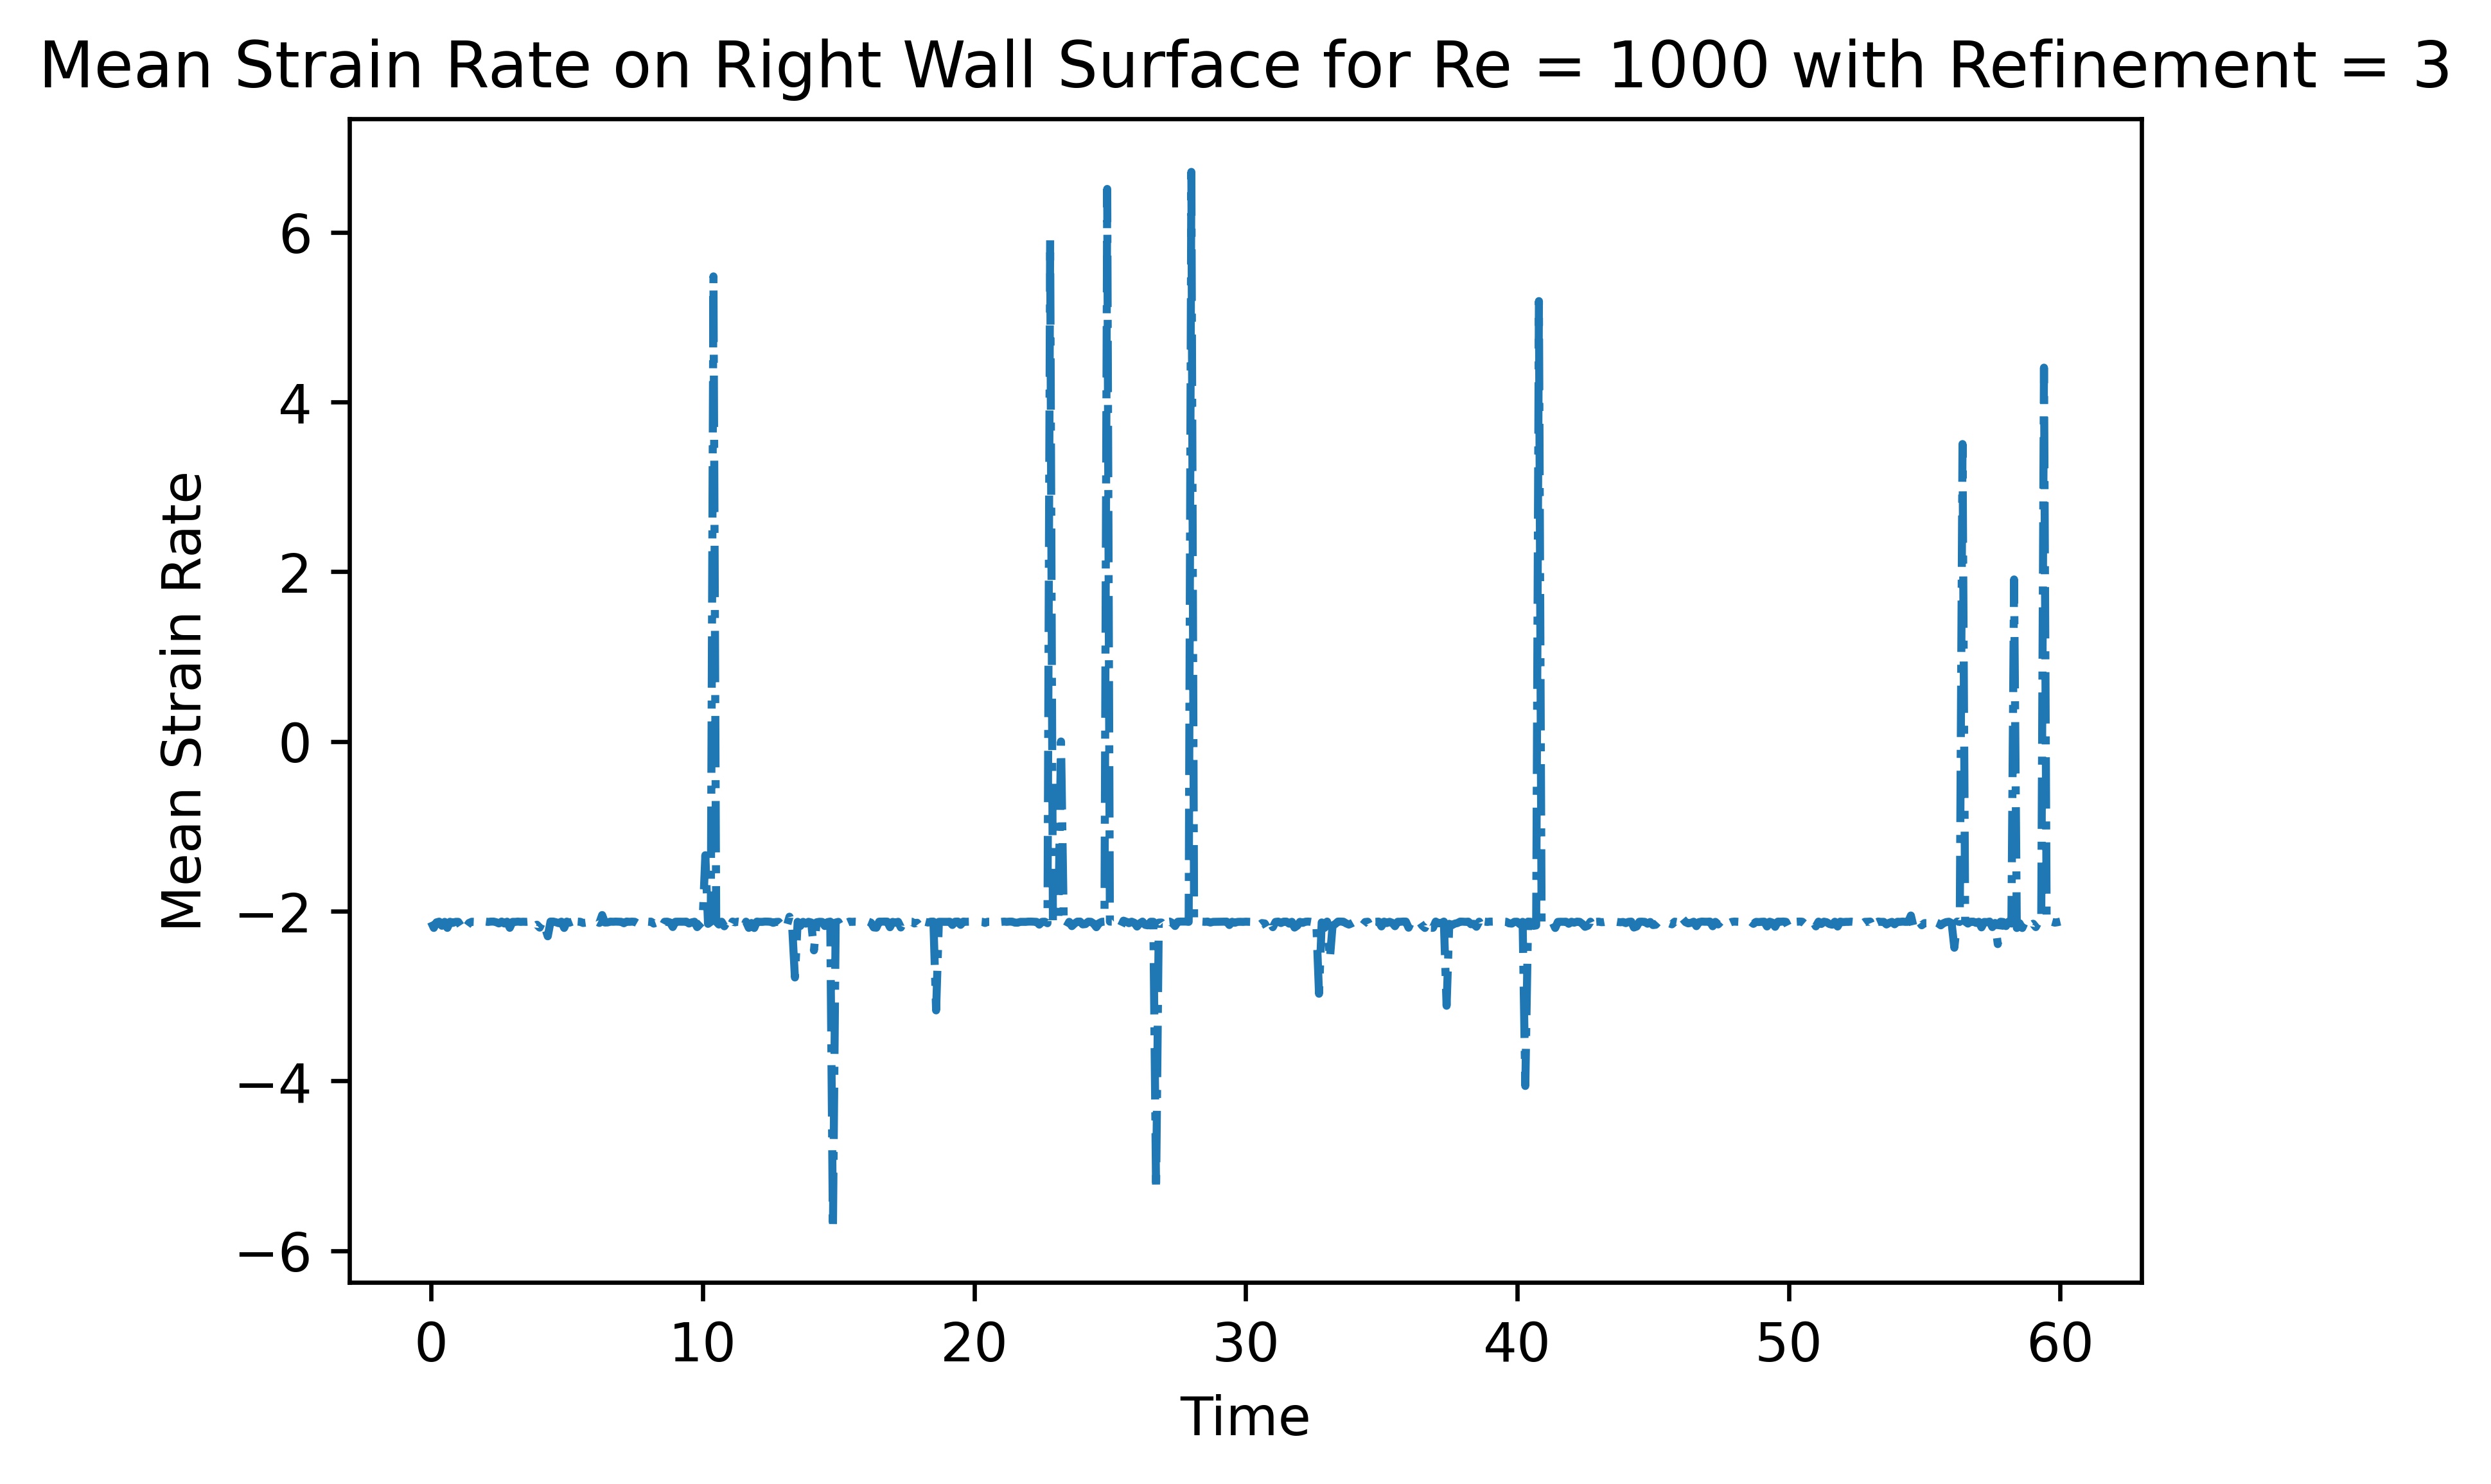 Mean Strain Rate on Right Wall Surface for Re = 1000 with Refinement = 3
Mean Strain Rate
6
4
2
0
−2
−4
−6
0 10 20 30 40 50 60
Time